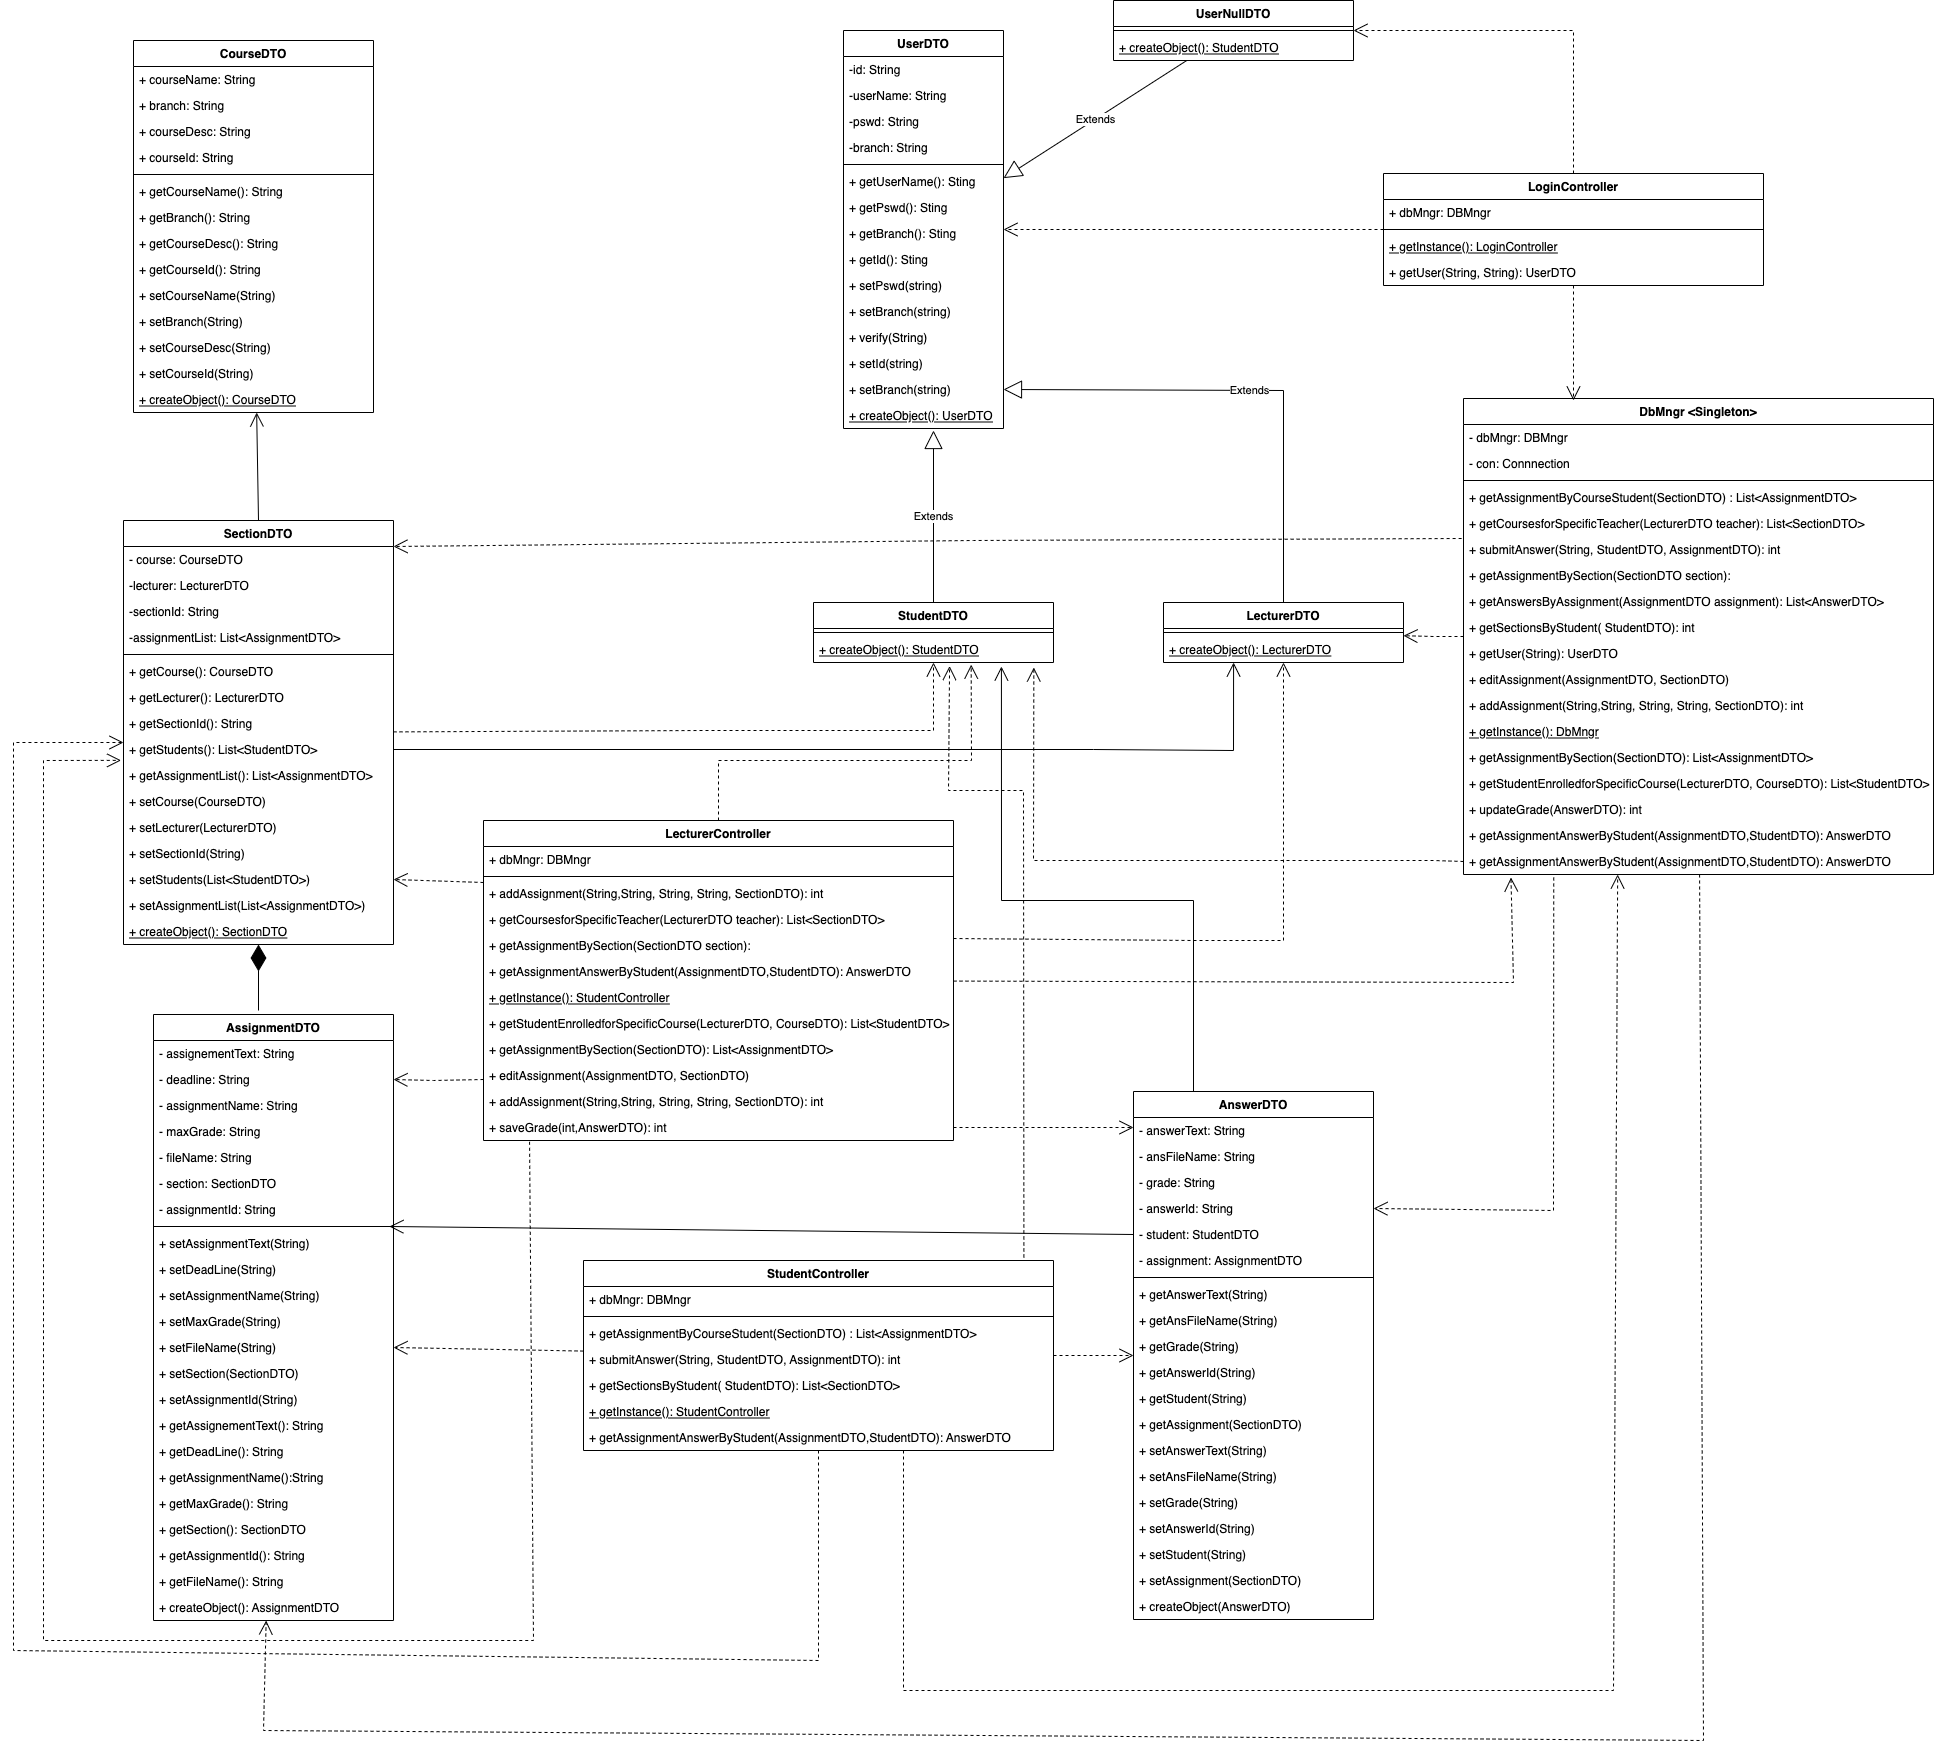 UserNullDTO
+ createObject(): StudentDTO
CourseDTO
+ courseName: String
+ branch: String
+ courseDesc: String
+ courseId: String
+ getCourseName(): String
+ getBranch(): String
+ getCourseDesc(): String
+ getCourseId(): String
+ setCourseName(String)
+ setBranch(String)
+ setCourseDesc(String)
+ setCourseId(String)
+ createObject(): CourseDTO
UserDTO
-id: String
-userName: String
-pswd: String
-branch: String
+ getUserName(): Sting
+ getPswd(): Sting
+ getBranch(): Sting
+ getId(): Sting
+ setPswd(string)
+ setBranch(string)
+ verify(String)
+ setId(string)
+ setBranch(string)
+ createObject(): UserDTO
Extends
Extends
Extends
LoginController
+ dbMngr: DBMngr
+ getInstance(): LoginController
+ getUser(String, String): UserDTO
DbMngr <Singleton>
- dbMngr: DBMngr
- con: Connnection
+ getAssignmentByCourseStudent(SectionDTO) : List<AssignmentDTO>
+ getCoursesforSpecificTeacher(LecturerDTO teacher): List<SectionDTO>
+ submitAnswer(String, StudentDTO, AssignmentDTO): int
+ getAssignmentBySection(SectionDTO section):
+ getAnswersByAssignment(AssignmentDTO assignment): List<AnswerDTO>
+ getSectionsByStudent( StudentDTO): int
+ getUser(String): UserDTO
+ editAssignment(AssignmentDTO, SectionDTO)
+ addAssignment(String,String, String, String, SectionDTO): int
+ getInstance(): DbMngr
+ getAssignmentBySection(SectionDTO): List<AssignmentDTO>
+ getStudentEnrolledforSpecificCourse(LecturerDTO, CourseDTO): List<StudentDTO>
+ updateGrade(AnswerDTO): int
+ getAssignmentAnswerByStudent(AssignmentDTO,StudentDTO): AnswerDTO
+ getAssignmentAnswerByStudent(AssignmentDTO,StudentDTO): AnswerDTO
SectionDTO
- course: CourseDTO
-lecturer: LecturerDTO
-sectionId: String
-assignmentList: List<AssignmentDTO>
+ getCourse(): CourseDTO
+ getLecturer(): LecturerDTO
+ getSectionId(): String
+ getStudents(): List<StudentDTO>
+ getAssignmentList(): List<AssignmentDTO>
+ setCourse(CourseDTO)
+ setLecturer(LecturerDTO)
+ setSectionId(String)
+ setStudents(List<StudentDTO>)
+ setAssignmentList(List<AssignmentDTO>)
+ createObject(): SectionDTO
StudentDTO
+ createObject(): StudentDTO
LecturerDTO
+ createObject(): LecturerDTO
LecturerController
+ dbMngr: DBMngr
+ addAssignment(String,String, String, String, SectionDTO): int
+ getCoursesforSpecificTeacher(LecturerDTO teacher): List<SectionDTO>
+ getAssignmentBySection(SectionDTO section):
+ getAssignmentAnswerByStudent(AssignmentDTO,StudentDTO): AnswerDTO
+ getInstance(): StudentController
+ getStudentEnrolledforSpecificCourse(LecturerDTO, CourseDTO): List<StudentDTO>
+ getAssignmentBySection(SectionDTO): List<AssignmentDTO>
+ editAssignment(AssignmentDTO, SectionDTO)
+ addAssignment(String,String, String, String, SectionDTO): int
+ saveGrade(int,AnswerDTO): int
AssignmentDTO
- assignementText: String
- deadline: String
- assignmentName: String
- maxGrade: String
- fileName: String
- section: SectionDTO
- assignmentId: String
+ setAssignmentText(String)
+ setDeadLine(String)
+ setAssignmentName(String)
+ setMaxGrade(String)
+ setFileName(String)
+ setSection(SectionDTO)
+ setAssignmentId(String)
+ getAssignementText(): String
+ getDeadLine(): String
+ getAssignmentName():String
+ getMaxGrade(): String
+ getSection(): SectionDTO
+ getAssignmentId(): String
+ getFileName(): String
+ createObject(): AssignmentDTO
StudentController
+ dbMngr: DBMngr
+ getAssignmentByCourseStudent(SectionDTO) : List<AssignmentDTO>
+ submitAnswer(String, StudentDTO, AssignmentDTO): int
+ getSectionsByStudent( StudentDTO): List<SectionDTO>
+ getInstance(): StudentController
+ getAssignmentAnswerByStudent(AssignmentDTO,StudentDTO): AnswerDTO
AnswerDTO
- answerText: String
- ansFileName: String
- grade: String
- answerId: String
- student: StudentDTO
- assignment: AssignmentDTO
+ getAnswerText(String)
+ getAnsFileName(String)
+ getGrade(String)
+ getAnswerId(String)
+ getStudent(String)
+ getAssignment(SectionDTO)
+ setAnswerText(String)
+ setAnsFileName(String)
+ setGrade(String)
+ setAnswerId(String)
+ setStudent(String)
+ setAssignment(SectionDTO)
+ createObject(AnswerDTO)